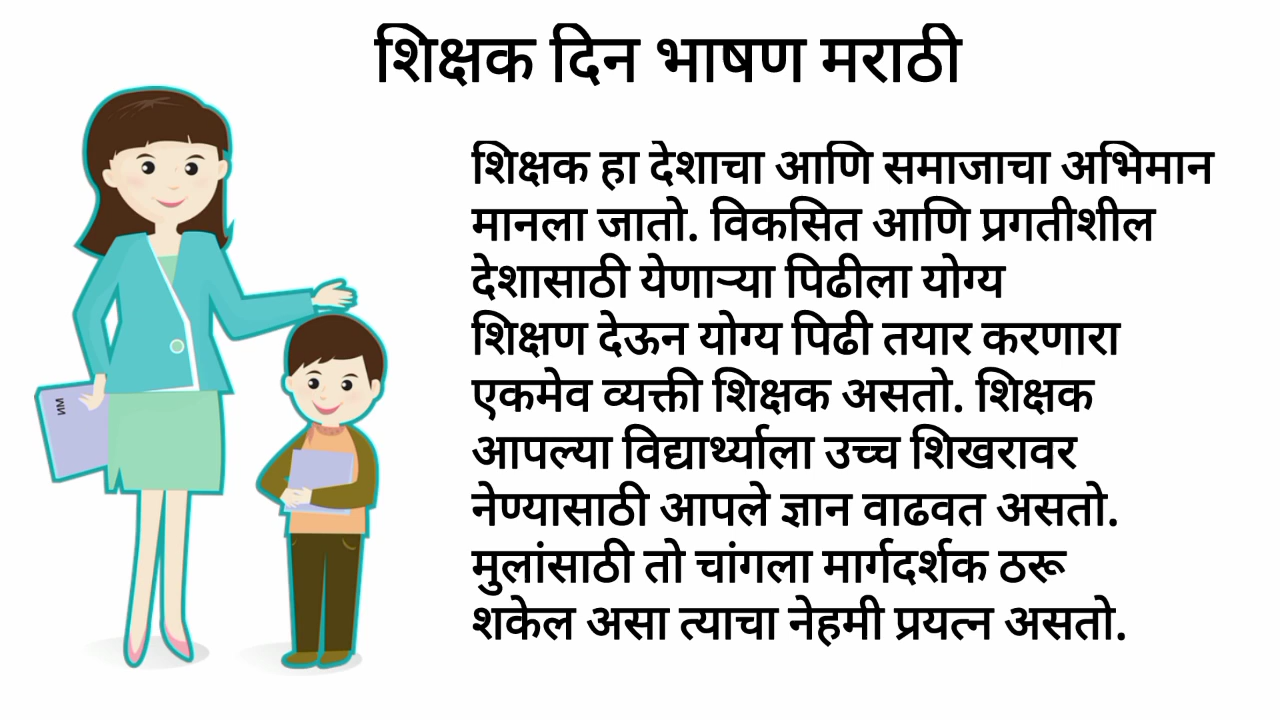 शिक्षक दिन भाषण मराठी
शिक्षक हा देशाचा आणि समाजाचा अभिमान
मानला जातो. विकसित आणि प्रगतीशील
देशासाठी येणाऱ्या पिढीला योग्य
शिक्षण देऊन योग्य पिढी तयार करणारा
एकमेव व्यक्ती शिक्षक असतो. शिक्षक
आपल्या विद्यार्थ्याला उच्च शिखरावर
नेण्यासाठी आपले ज्ञान वाढवत असतो.
मुलांसाठी तो चांगला मार्गदर्शक ठरू
शकेल असा त्याचा नेहमी प्रयत्न असतो.